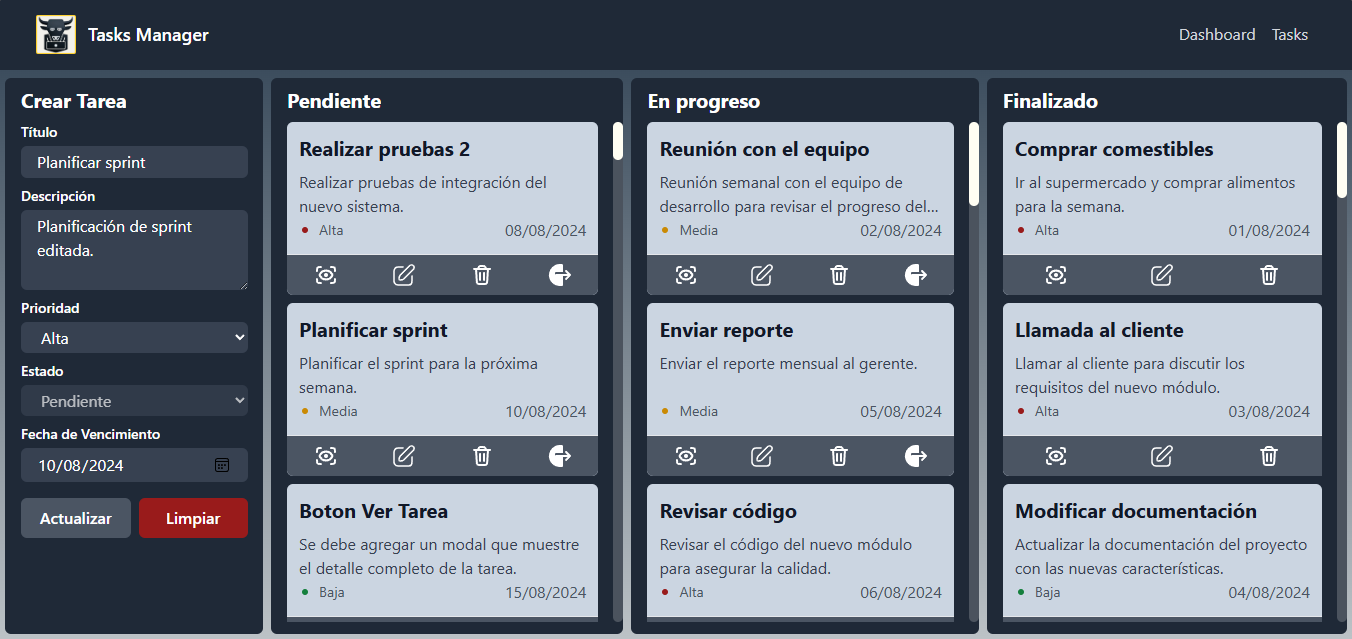 Tasks Manager
Dashboard
Tasks
Crear Tarea
Título
Planificar sprint
Descripción
Planificación de sprint
editada.
Prioridad
Alta
Estado
Pendiente
Fecha de Vencimiento
10/08/2024
Actualizar
Limpiar
Pendiente
Realizar pruebas 2
Realizar pruebas de integración del
nuevo sistema.
Alta
08/08/2024
Planificar sprint
Planificar el sprint para la próxima
semana.
Media
10/08/2024
Boton Ver Tarea
Se debe agregar un modal que muestre
el detalle completo de la tarea.
Baja
15/08/2024
En progreso
Reunión con el equipo
Reunión semanal con el equipo de
desarrollo para revisar el progreso del...
Media
02/08/2024
Enviar reporte
Enviar el reporte mensual al gerente.
Media
05/08/2024
Revisar código
Revisar el código del nuevo módulo
para asegurar la calidad.
Alta
06/08/2024
Finalizado
Comprar comestibles
Ir al supermercado y comprar alimentos
para la semana.
Alta
01/08/2024
Llamada al cliente
Llamar al cliente para discutir los
requisitos del nuevo módulo.
Alta
03/08/2024
Modificar documentación
Actualizar la documentación del proyecto
con las nuevas características.
Baja
04/08/2024